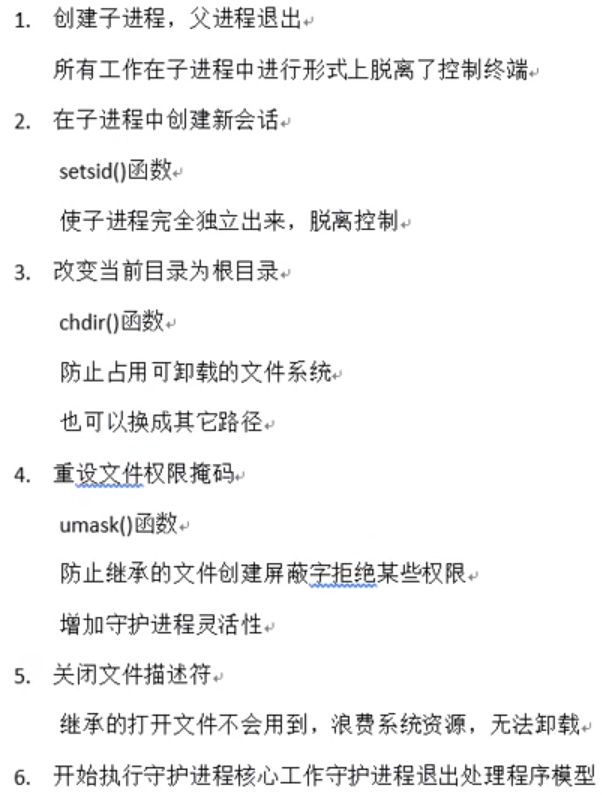 1. 创建子进程，父进程退出
所有工作在子进程中进行形式上脱离了控制终端
2. 在子进程中创建新会话
setsid()函数
使子进程完全独立出来，脱离控制
3. 改变当前目录为根目录
chdir()函数
防止占用可卸载的文件系统
也可以换成其它路径
4. 重设文件权限掩码
umask()函数
防止继承的文件创建屏蔽字拒绝某些权限
增加守护进程灵活性
5. 关闭文件描述符
继承的打开文件不会用到，浪费系统资源，无法卸载
6. 开始执行守护进程核心工作守护进程退出处理程序模型